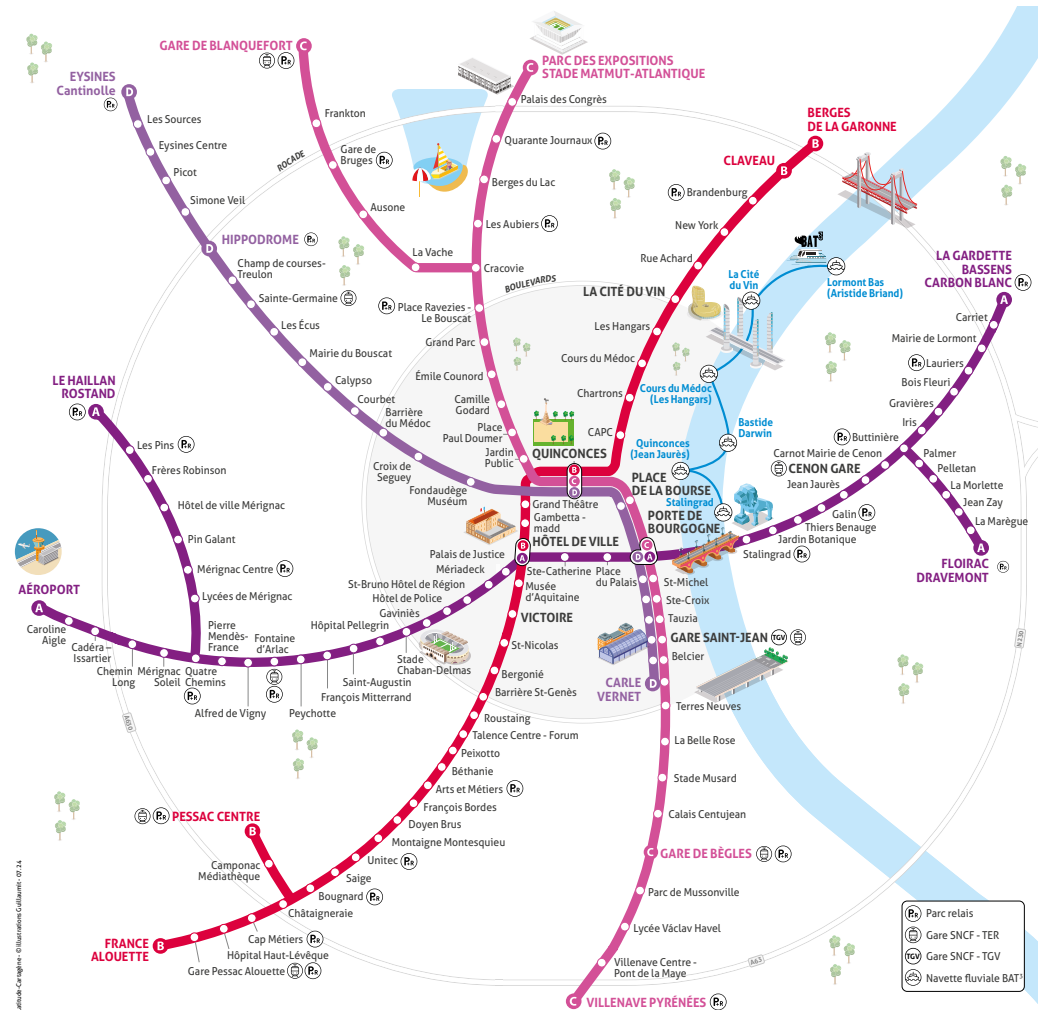 GARE DE BLANQUEFORT
C
P+R
Frankton
Gare de
Bruges
P+R
Ausone
La Vache
ROCADE
C
PARC DES EXPOSITIONS
STADE MATMUT-ATLANTIQUE
Palais des Congrès
Quarante Journaux
P+R
Berges du Lac
Les Aubiers
P+R
Cracovie
BOULEVARDS
P+R
Place Ravezies -
Le Bouscat
Grand Parc
Émile Counord
Camille
Godard
Place
Paul Doumer
Jardin
Public
EYSINES
Cantinolle
D
P+R
Les Sources
Eysines Centre
Picot
Simone Veil
D
HIPPODROME
P+R
Champ de courses-
Treulon
Sainte-Germaine
Les Écus
Mairie du Bouscat
Calypso
Courbet
Barrière
du Médoc
Croix de
Seguey
Fondaudège
Muséum
BERGES
DE LA GARONNE
B
CLAVEAU
B
P+R
Brandenburg
New York
Rue Achard
LA CITÉ DU VIN
Les Hangars
Cours du Médoc
Chartrons
CAPC
QUINCONCES
B
C
D
BAT3
La Cité
du Vin
Lormont Bas
(Aristide Briand)
Cours du Médoc
(Les Hangars)
Bastide
Darwin
Quinconces
(Jean Jaurès)
Stalingrad
LA GARDETTE
BASSENS
CARBON BLANC
P+R
A
Carriet
Mairie de Lormont
P+R
Lauriers
Bois Fleuri
Gravières
Iris
P+R
Buttinière
Carnot Mairie de Cenon
CENON GARE
Jean Jaurès
Galin
P+R
Thiers Benauge
Jardin Botanique
Stalingrad
P+R
Palmer
Pelletan
La Morlette
Jean Zay
La Marègue
A
FLOIRAC
DRAVEMONT
P+R
PLACE
DE LA BOURSE
PORTE DE
BOURGOGNE
C
D
A
Grand Théâtre
Gambetta -
madd
HÔTEL DE VILLE
B
A
Ste-Catherine
Place
du Palais
Palais de Justice
Mériadeck
St-Bruno Hôtel de Région
Hôtel de Police
Gaviniès
Hôpital Pellegrin
Stade
Chaban-Delmas
Saint-Augustin
François Mitterrand
Peychotte
Fontaine
d'Arlac
P+R
Alfred de Vigny
Pierre
Mendès-
France
Quatre
Chemins
P+R
Mérignac
Soleil
Chemin
Long
Cadéra -
Issartier
Caroline
Aigle
AÉROPORT
A
LE HAILLAN
ROSTAND
P+R
A
Les Pins
P+R
Frères Robinson
Hôtel de ville Mérignac
Pin Galant
Mérignac Centre
P+R
Lycées de Mérignac
Musée
d'Aquitaine
VICTOIRE
St-Nicolas
Bergonié
Barrière St-Genès
Roustaing
Talence Centre - Forum
Peixotto
Béthanie
Arts et Métiers
P+R
François Bordes
Doyen Brus
Montaigne Montesquieu
Unitec
P+R
Saige
Bougnard
P+R
Châtaigneraie
Cap Métiers
P+R
Hôpital Haut-Lévêque
Gare Pessac Alouette
P+R
FRANCE
ALOUETTE
B
P+R
PESSAC CENTRE
B
Camponac
Médiathèque
St-Michel
Ste-Croix
Tauzia
GARE SAINT-JEAN
TGV
Belcier
CARLE
VERNET
D
Terres Neuves
La Belle Rose
Stade Musard
Calais Centujean
C
GARE DE BÈGLES
P+R
Parc de Mussonville
Lycée Václav Havel
Villenave Centre -
Pont de la Maye
C
VILLENAVE PYRÉNÉES
P+R
N230
A630
A63
P+R
Parc relais
Gare SNCF - TER
TGV
Gare SNCF - TGV
Navette fluviale BAT3
atitude-Cartagène - © Illustrations Guillaumit - 07.24